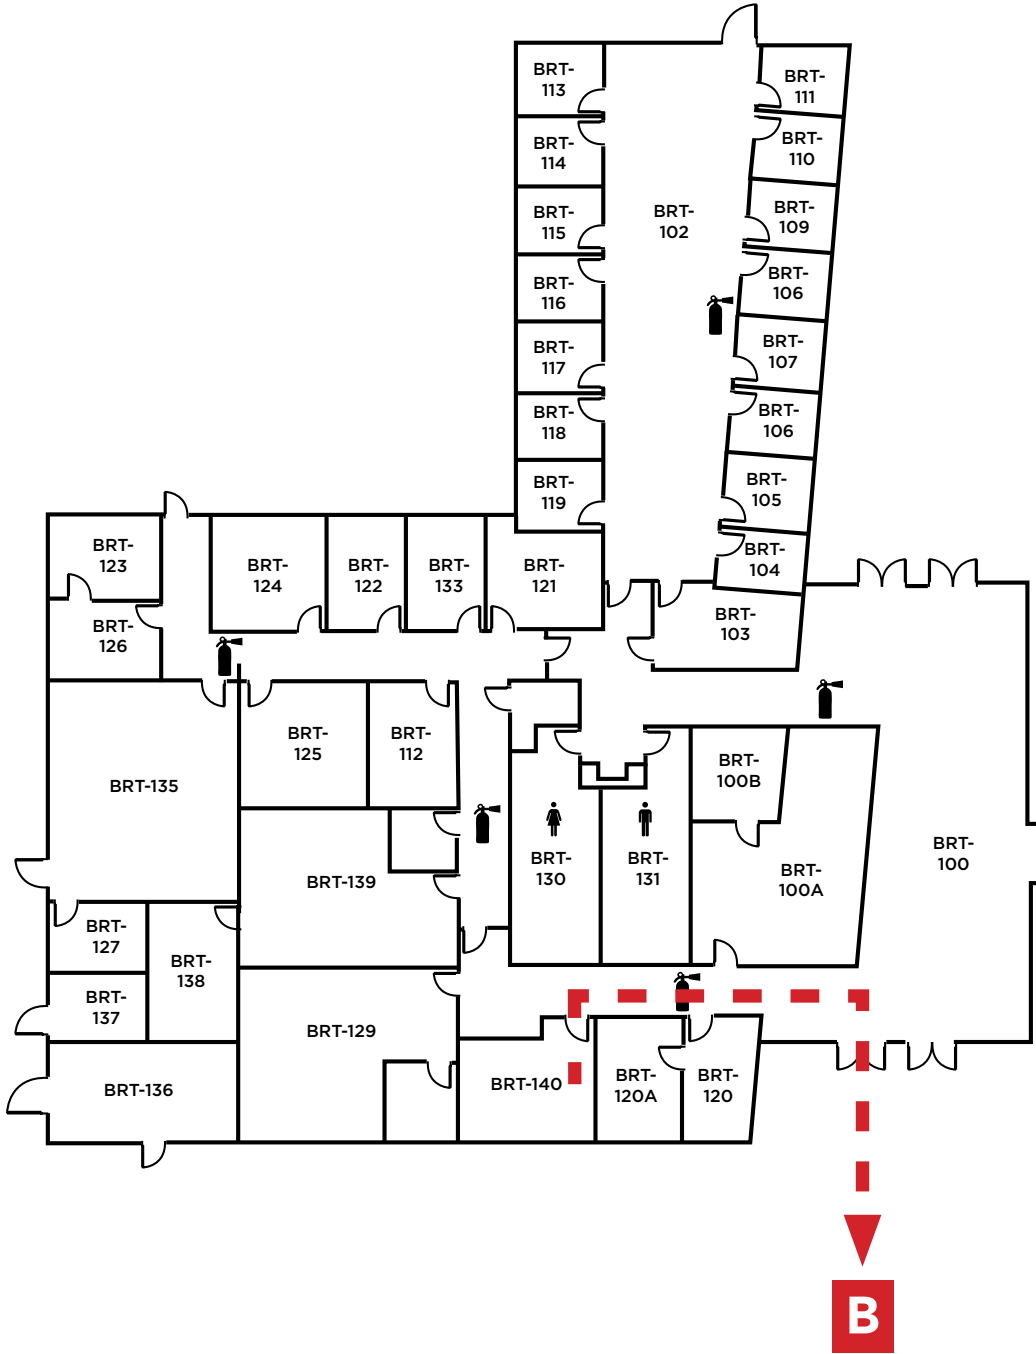 BRT-
113
BRT-
111
BRT-
114
BRT-
110
BRT-
115
BRT-
102
BRT-
109
BRT-
116
BRT-
106
BRT-
117
BRT-
107
BRT-
118
BRT-
106
BRT-
119
BRT-
105
BRT-
123
BRT-
124
BRT-
122
BRT-
133
BRT-
121
BRT-
104
BRT-
126
BRT-
103
BRT-135
BRT-
125
BRT-
112
BRT-
100B
BRT-139
BRT-
130
BRT-
131
BRT-
100A
BRT-
100
BRT-
127
BRT-
138
BRT-
137
BRT-129
BRT-136
BRT-140
BRT-
120A
BRT-
120
B